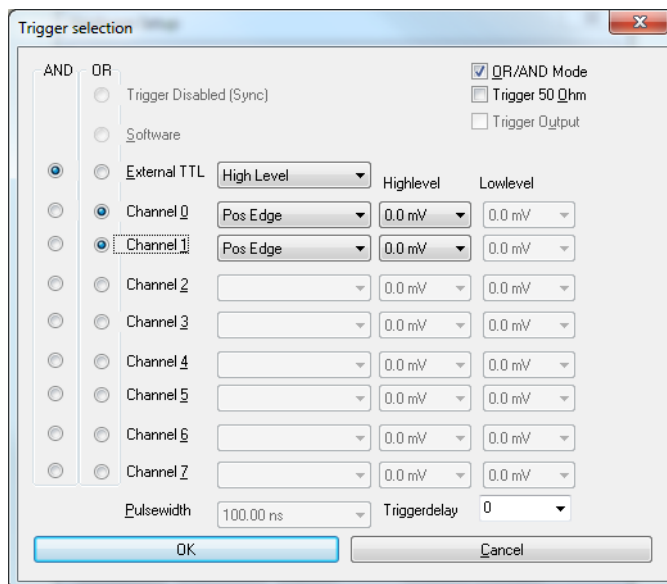 Trigger selection
AND OR OR/AND Mode
Trigger Disabled (Sync) Trigger 50 Ohm
Trigger Output
Software
External TTL High Level Highlevel Lowlevel
Channel 0 Pos Edge 0.0 mV 0.0 mV
Channel 1 Pos Edge 0.0 mV 0.0 mV
Channel 2 0.0 mV 0.0 mV
Channel 3 0.0 mV 0.0 mV
Channel 4 0.0 mV 0.0 mV
Channel 5 0.0 mV 0.0 mV
Channel 6 0.0 mV 0.0 mV
Channel 7 0.0 mV 0.0 mV
Pulsewidth 100.00 ns Triggerdelay 0
OK Cancel